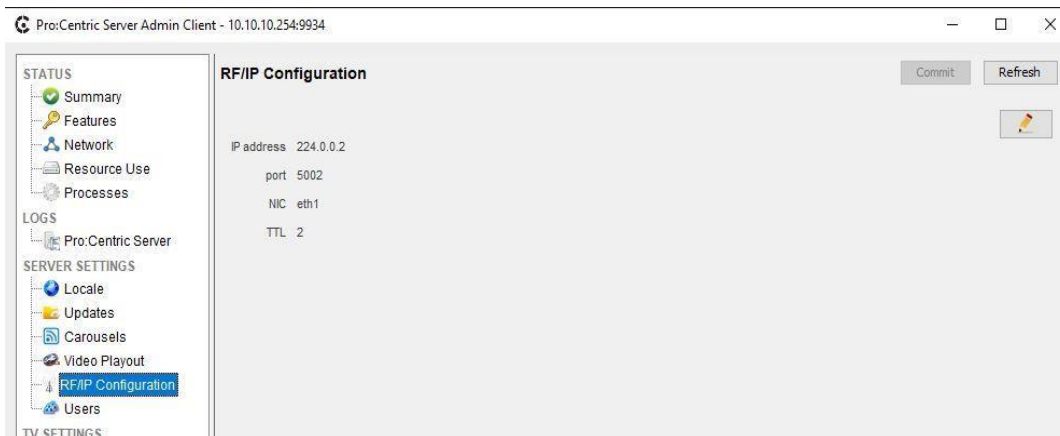 Pro:Centric Server Admin Client - 10.10.10.254:9934
STATUS
Summary
Features
Network
Resource Use
Processes
LOGS
Pro:Centric Server
SERVER SETTINGS
Locale
Updates
Carousels
Video Playout
RF/IP Configuration
Users
TV SETTINGS
RF/IP Configuration
Commit
Refresh
IP address 224.0.0.2
port 5002
NIC eth1
TTL 2